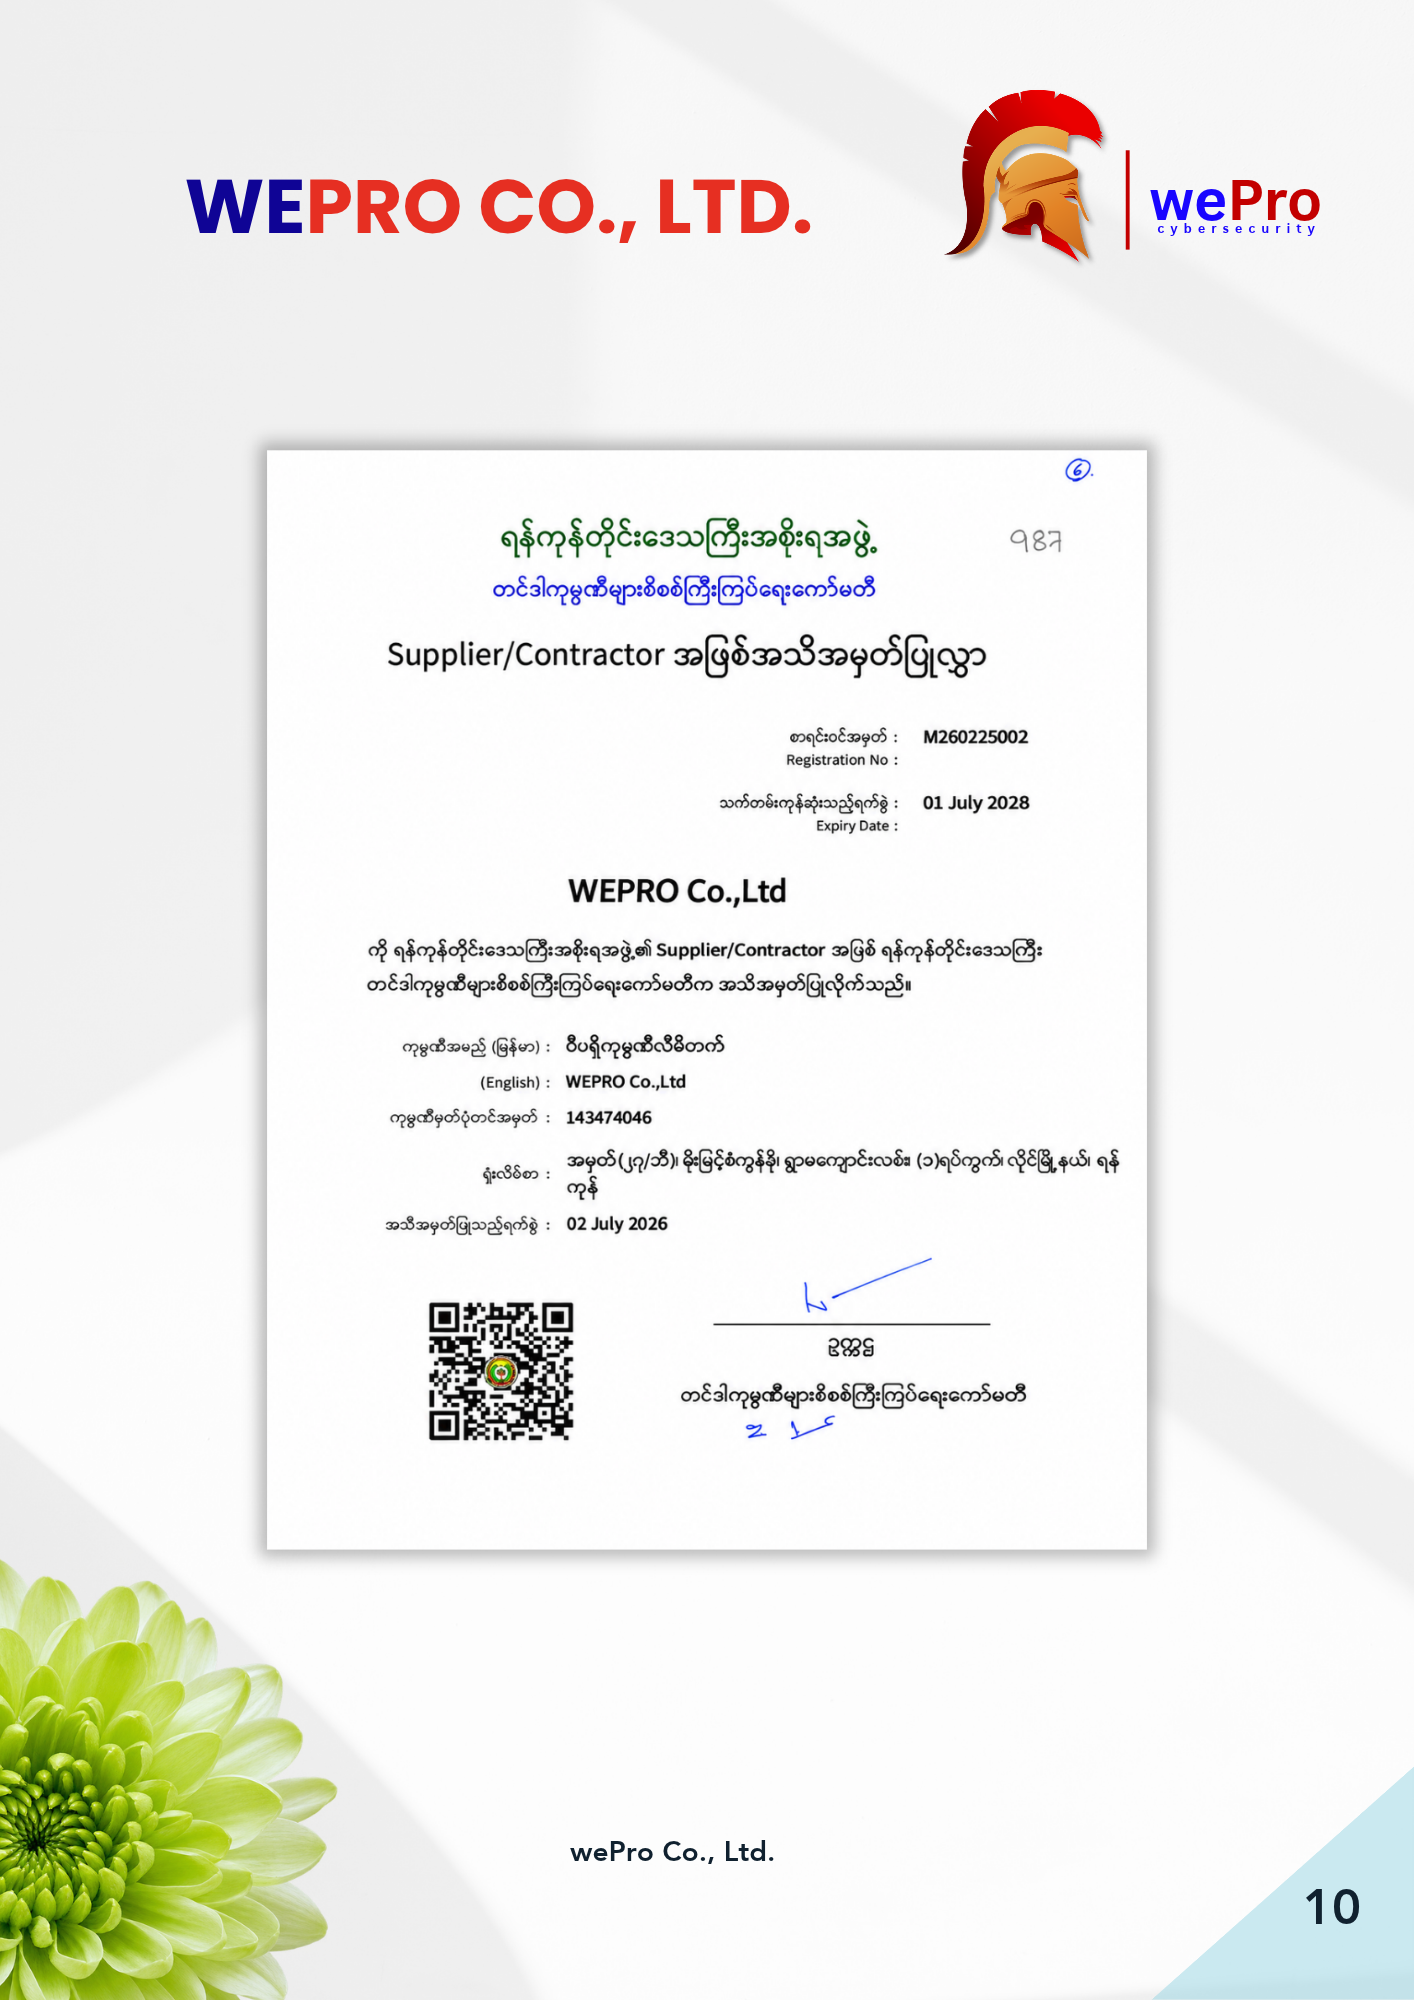 WEPRO CO., LTD.
wePro
cybersecurity
6.
987
ရန်ကုန်တိုင်းဒေသကြီးအစိုးရအဖွဲ့
တင်ဒါကုမ္ပဏီများစိစစ်ကြီးကြပ်ရေးကော်မတီ
Supplier/Contractor အဖြစ်အသိအမှတ်ပြုလွှာ
စာရင်းဝင်အမှတ် : M260225002
Registration No :
သက်တမ်းကုန်ဆုံးသည့်ရက်စွဲ : 01 July 2028
Expiry Date :
WEPRO Co.,Ltd
ကို ရန်ကုန်တိုင်းဒေသကြီးအစိုးရအဖွဲ့၏ Supplier/Contractor အဖြစ် ရန်ကုန်တိုင်းဒေသကြီး
တင်ဒါကုမ္ပဏီများစိစစ်ကြီးကြပ်ရေးကော်မတီက အသိအမှတ်ပြုလိုက်သည်။
ကုမ္ပဏီအမည် (မြန်မာ) : ဝီပရိုကုမ္ပဏီလီမိတက်
(English) : WEPRO Co.,Ltd
ကုမ္ပဏီမှတ်ပုံတင်အမှတ် : 143474046
ရုံးလိပ်စာ : အမှတ်(၂၇/ဘီ)၊ မိုးမြင့်စံကွန်ဒို၊ ရွာမကျောင်းလမ်း၊ (၁)ရပ်ကွက်၊ လှိုင်မြို့နယ်၊ ရန်
ကုန်
အသိအမှတ်ပြုသည့်ရက်စွဲ : 02 July 2026
ဥက္ကဋ္ဌ
တင်ဒါကုမ္ပဏီများစိစစ်ကြီးကြပ်ရေးကော်မတီ
wePro Co., Ltd.
10